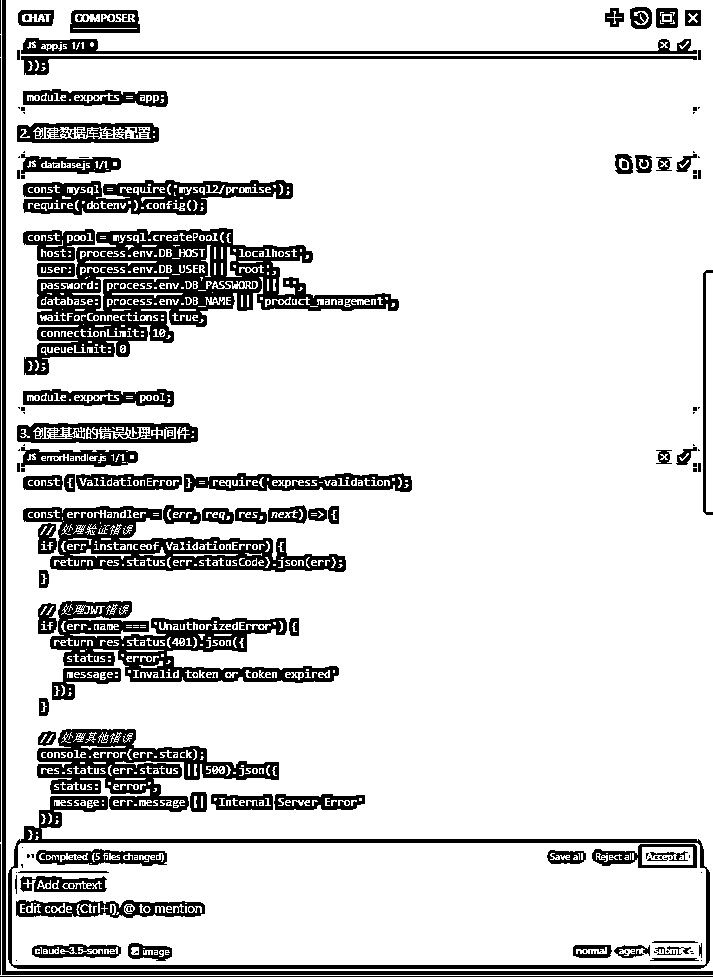 CHAT COMPOSER
JS app.js 1/1 •
});
module.exports = app;
2. 创建数据库连接配置:
JS database.js 1/1 •
const mysql = require('mysql2/promise');
require('dotenv').config();
const pool = mysql.createPool({
host: process.env.DB_HOST || 'localhost',
user: process.env.DB_USER || 'root',
password: process.env.DB_PASSWORD || '',
database: process.env.DB_NAME || 'product_management',
waitForConnections: true,
connectionLimit: 10,
queueLimit: 0
});
module.exports = pool;
3. 创建基础的错误处理中间件:
JS errorHandler.js 1/1 •
const { ValidationError } = require('express-validation');
const errorHandler = (err, req, res, next) => {
// 处理验证错误
if (err instanceof ValidationError) {
return res.status(err.statusCode).json(err);
}
// 处理JWT错误
if (err.name === 'UnauthorizedError') {
return res.status(401).json({
status: 'error',
message: 'Invalid token or token expired'
});
}
// 处理其他错误
console.error(err.stack);
res.status(err.status || 500).json({
status: 'error',
message: err.message || 'Internal Server Error'
});
};
Completed (5 files changed) Save all Reject all Accept all
+ Add context
Edit code (Ctrl+I), @ to mention
claude-3.5-sonnet image normal agent submit